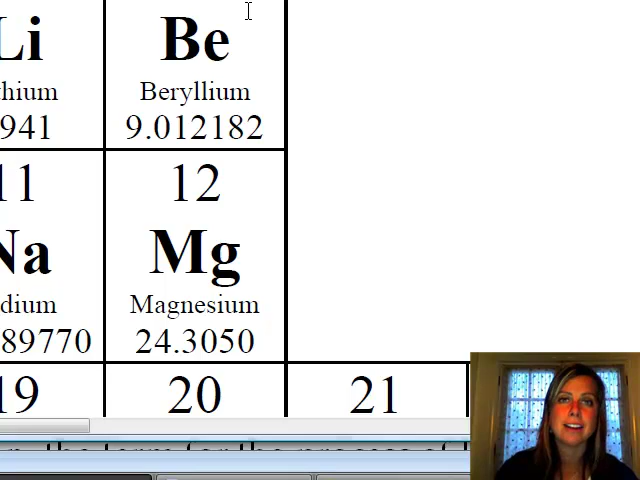 Li Be
hium Beryllium
941 9.012182
11 12
Na Mg
dium Magnesium
89770 24.3050
19 20 21